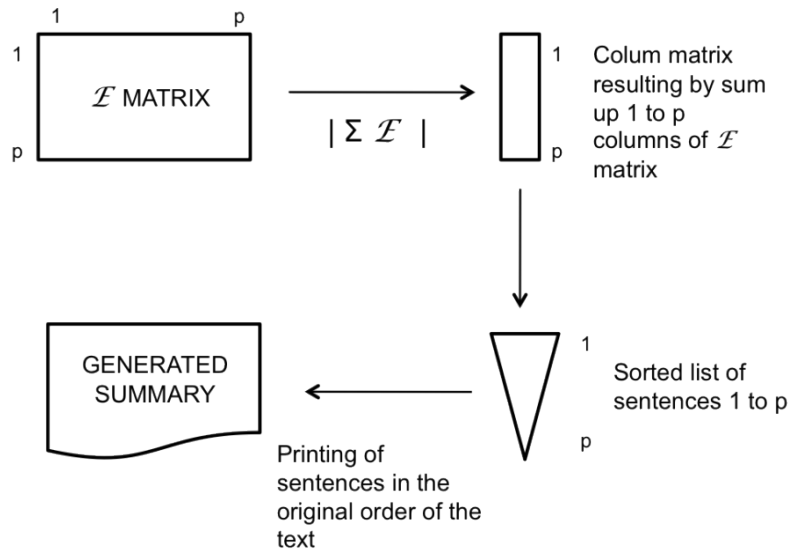 1 p
1
p
ℰ MATRIX
| Σ ℰ |
1
p
Colum matrix
resulting by sum
up 1 to p
columns of ℰ
matrix
1
p
Sorted list of
sentences 1 to p
GENERATED
SUMMARY
Printing of
sentences in the
original order of the
text